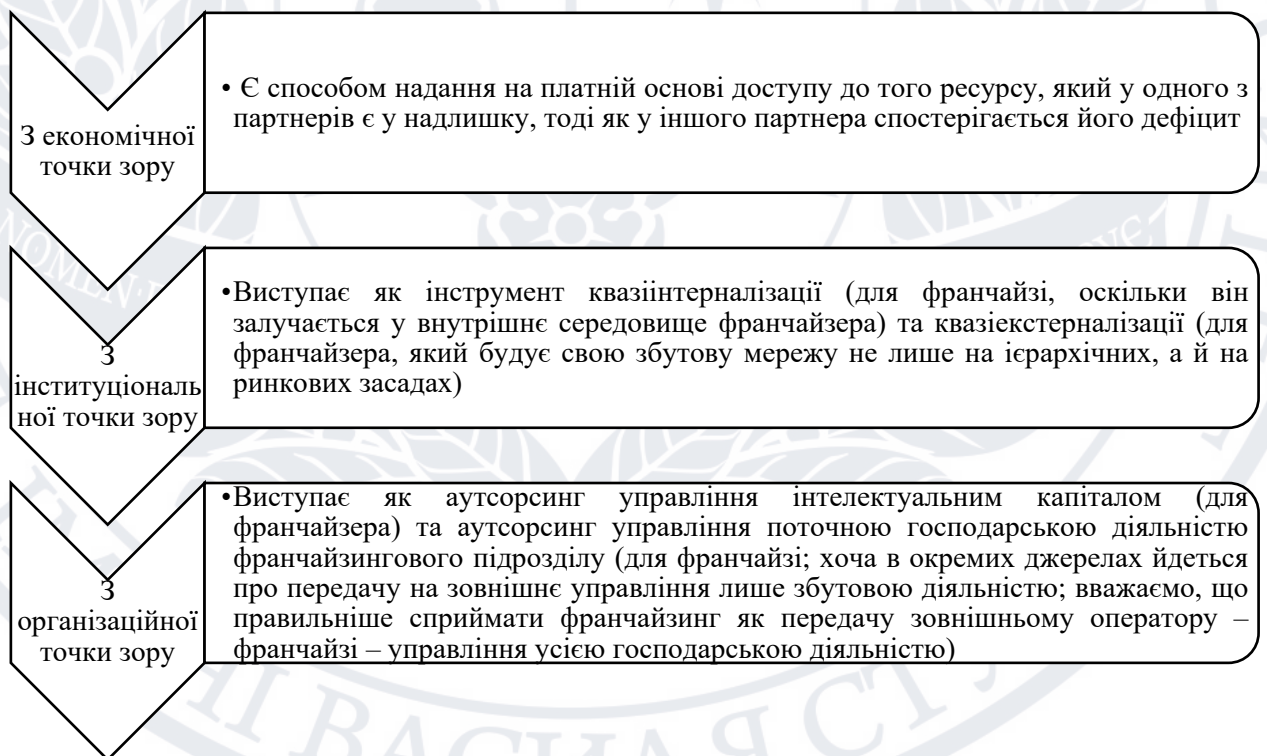 З економічної
точки зору
• Є способом надання на платній основі доступу до того ресурсу, який у одного з
партнерів є у надлишку, тоді як у іншого партнера спостерігається його дефіцит
З
інституціональ
ної точки зору
•Виступає як інструмент квазіінтерналізації (для франчайзі, оскільки він
залучається у внутрішнє середовище франчайзера) та квазіекстерналізації (для
франчайзера, який будує свою збутову мережу не лише на ієрархічних, а й на
ринкових засадах)
З
організаційної
точки зору
•Виступає як аутсорсинг управління інтелектуальним капіталом (для
франчайзера) та аутсорсинг управління поточною господарською діяльністю
франчайзингового підрозділу (для франчайзі; хоча в окремих джерелах йдеться
про передачу на зовнішнє управління лише збутовою діяльністю; вважаємо, що
правильніше сприймати франчайзинг як передачу зовнішньому оператору –
франчайзі – управління усією господарською діяльністю)